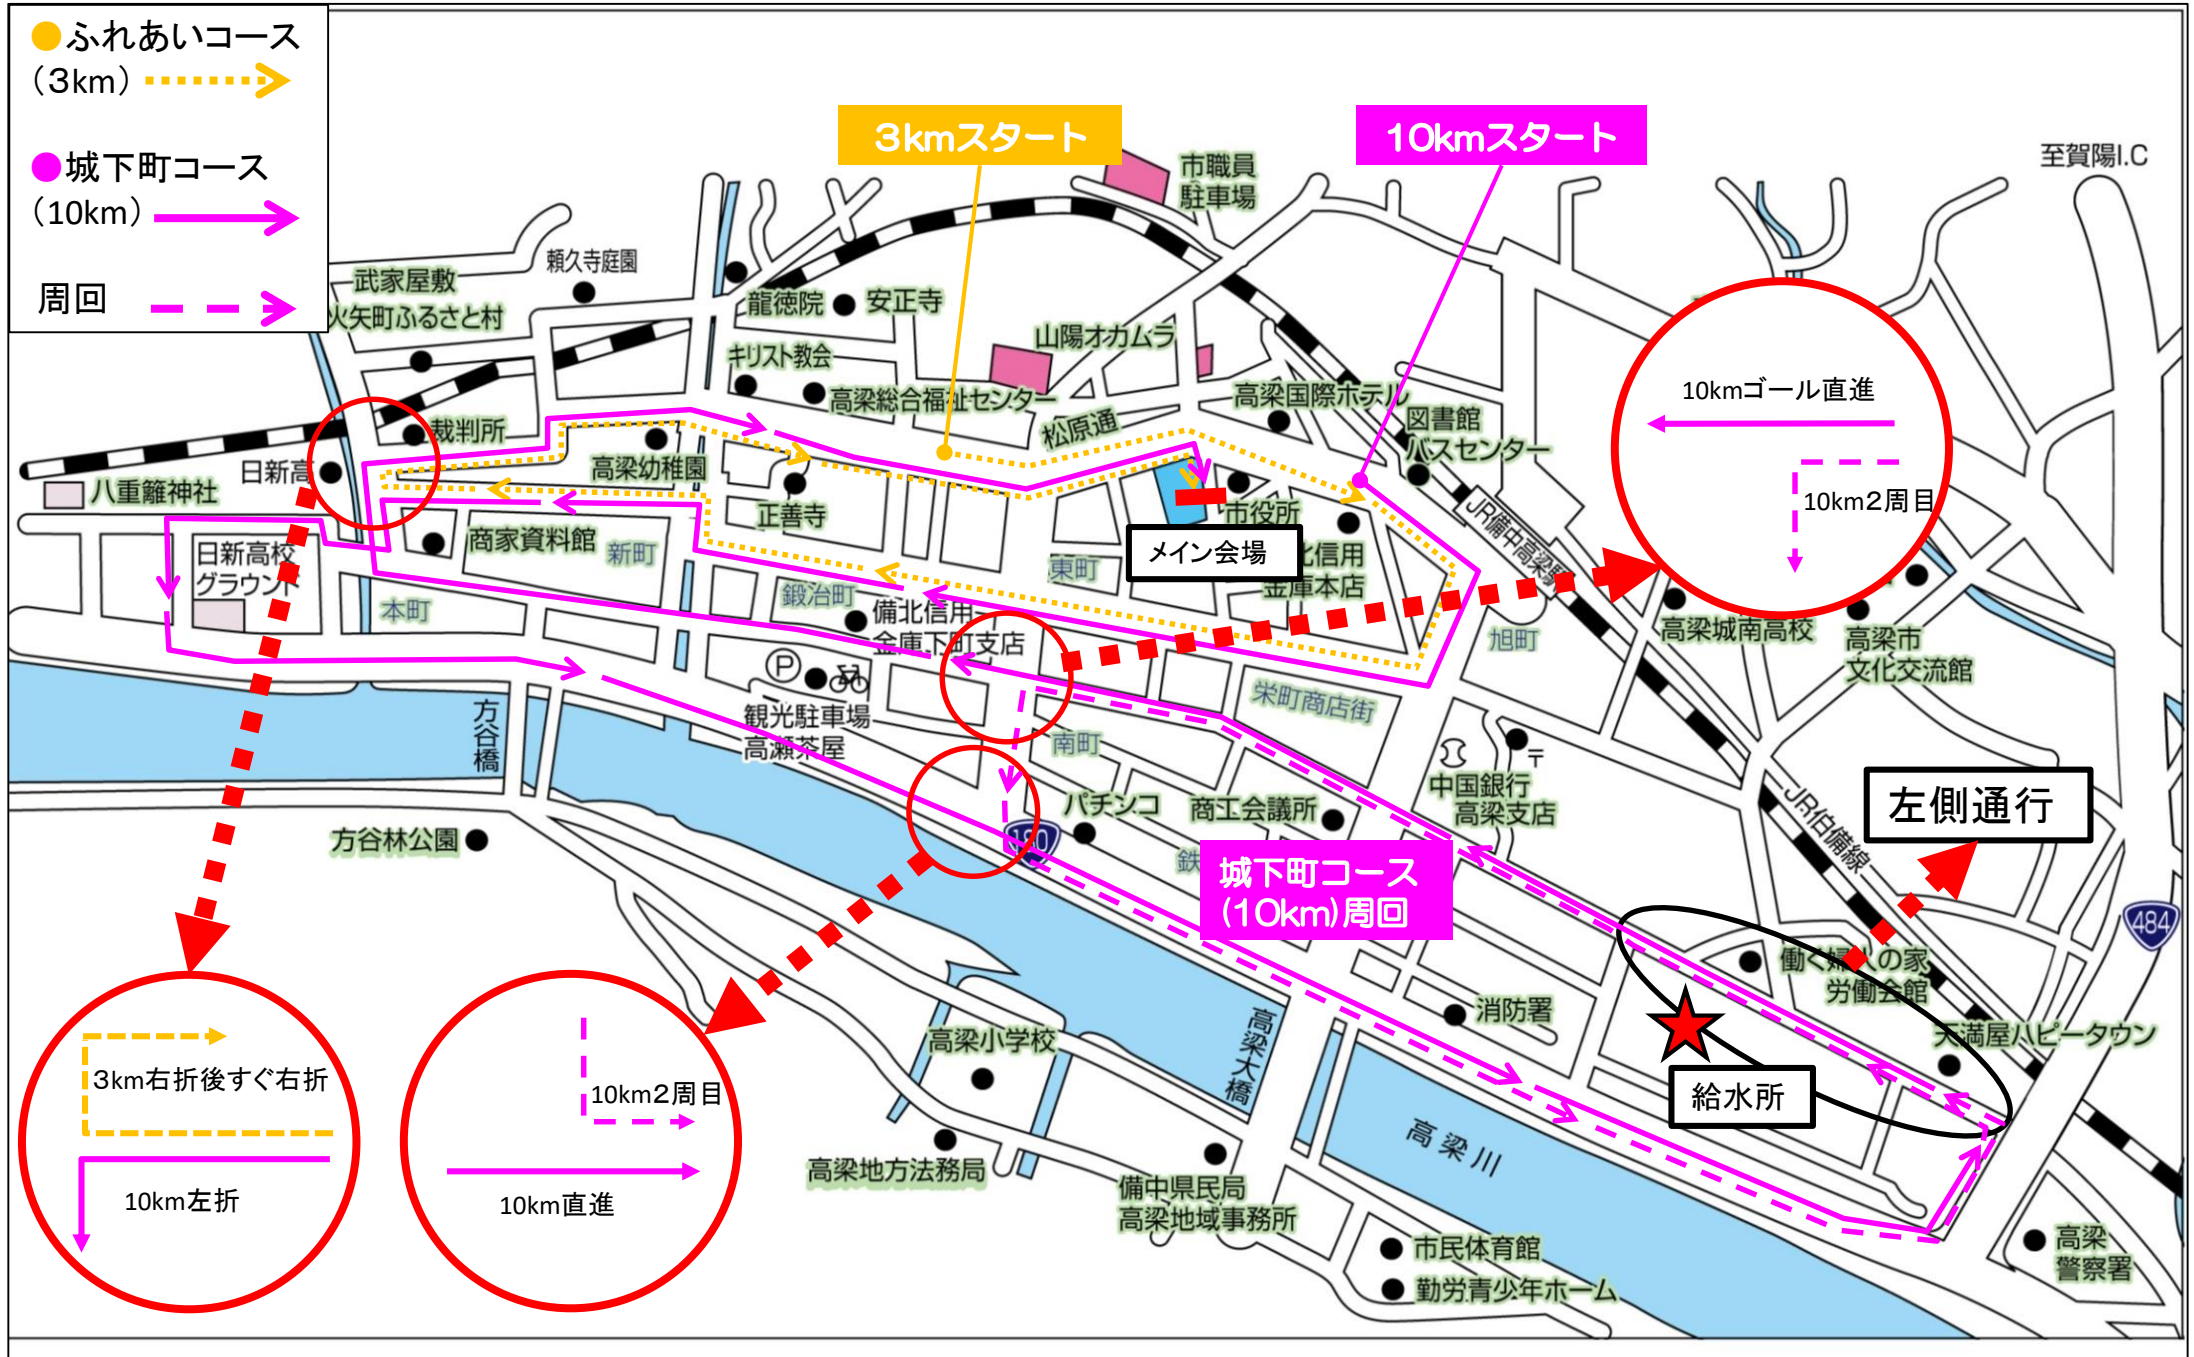 ふれあいコース
(3km)
城下町コース
(10km)
周回
3kmスタート
10kmスタート
市職員
駐車場
至賀陽I.C
頼久寺庭園
武家屋敷
火矢町ふるさと村
龍徳院
安正寺
山陽オカムラ
キリスト教会
高梁総合福祉センター
松原通
高梁国際ホテル
図書館
バスセンター
裁判所
日新高
高梁幼稚園
八重籬神社
正善寺
市役所
商家資料館
新町
メイン会場
北信用
金庫本店
JR備中高梁駅
日新高校
グラウンド
本町
鍛冶町
東町
備北信用
金庫下町支店
旭町
高梁城南高校
高梁市
文化交流館
10kmゴール直進
10km2周目
P
観光駐車場
高瀬茶屋
方谷橋
南町
栄町商店街
中国銀行
高梁支店
〒
パチンコ
商工会議所
180
鉄
城下町コース
(10km)周回
JR伯備線
左側通行
484
方谷林公園
働く婦人の家
労働会館
天満屋ハピータウン
消防署
給水所
高梁大橋
高梁川
高梁小学校
高梁地方法務局
備中県民局
高梁地域事務所
市民体育館
勤労青少年ホーム
高梁
警察署
3km右折後すぐ右折
10km左折
10km2周目
10km直進